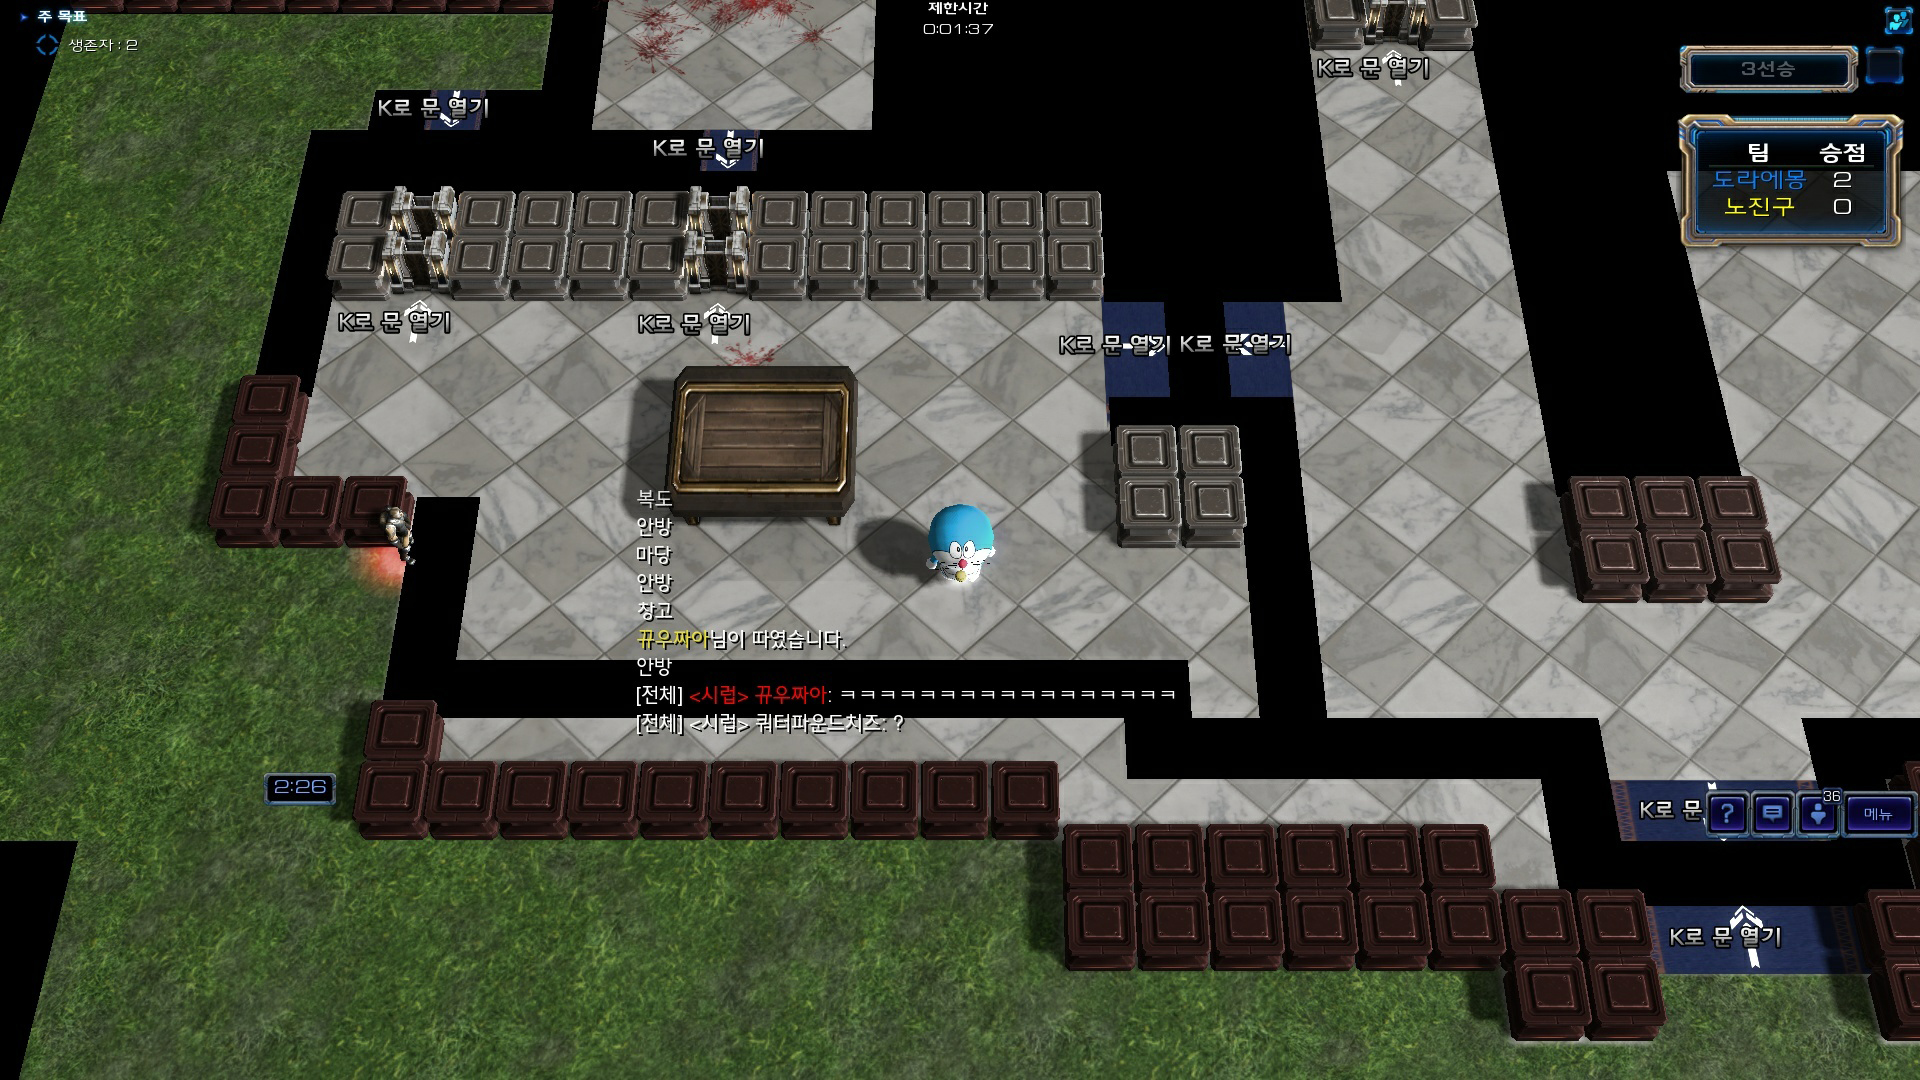 주 목표
생존자 : 2
제한시간
0:01:37
K로 문 열기
3선승
K로 문 열기
K로 문 열기
팀 승점
도라에몽 2
노진구 0
K로 문 열기
K로 문 열기
K로 문 열기
K로 문 열기
복도
안방
마당
안방
창고
뀨우짜아님이 따였습니다.
안방
[전체] <시럽> 뀨우짜아: ㅋㅋㅋㅋㅋㅋㅋㅋㅋㅋㅋㅋㅋㅋㅋㅋㅋ
[전체] <시럽> 쿼터파운드치즈: ?
2:26
36
K로 문
?
메뉴
K로 문 열기